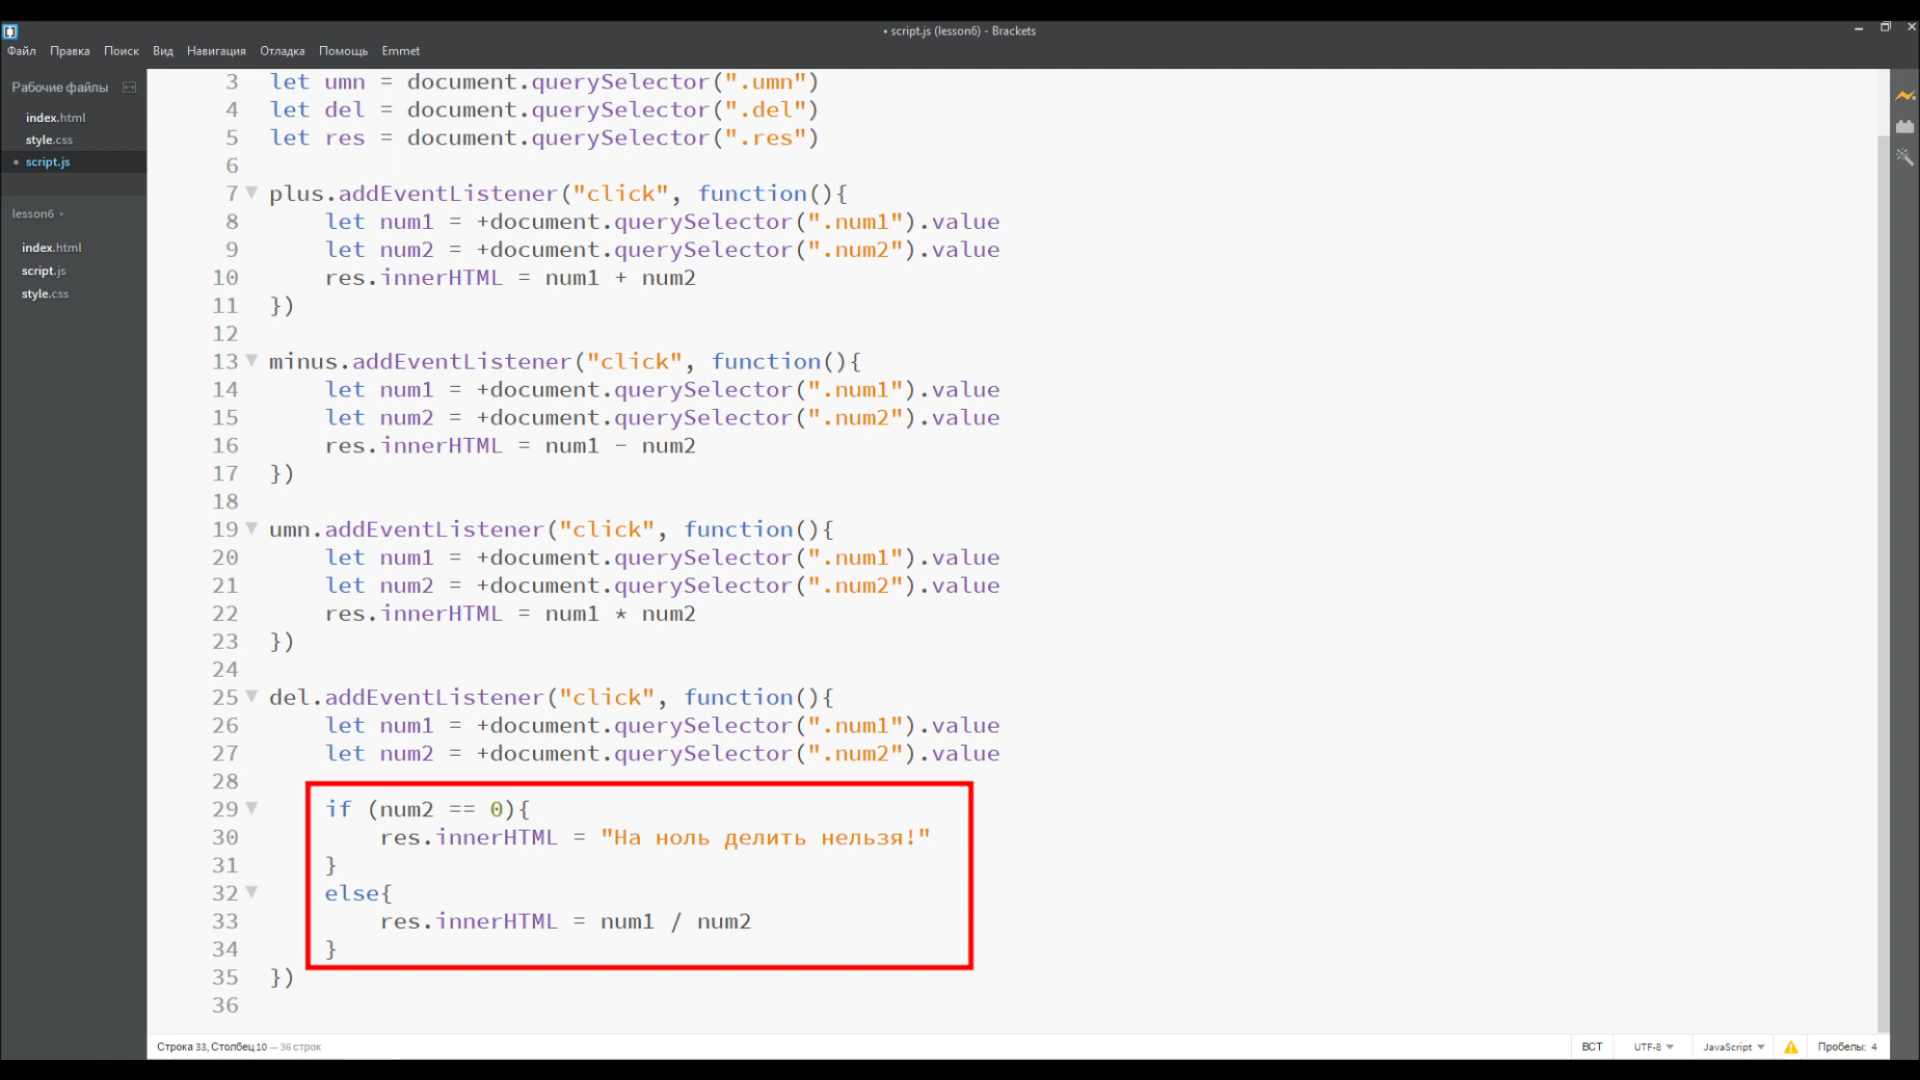 • script.js (lesson6) - Brackets
Файл Правка Поиск Вид Навигация Отладка Помощь Emmet
Рабочие файлы
index.html
style.css
• script.js
lesson6
index.html
script.js
style.css
3 let umn = document.querySelector(".umn")
4 let del = document.querySelector(".del")
5 let res = document.querySelector(".res")
6
7 plus.addEventListener("click", function(){
8 let num1 = +document.querySelector(".num1").value
9 let num2 = +document.querySelector(".num2").value
10 res.innerHTML = num1 + num2
11 })
12
13 minus.addEventListener("click", function(){
14 let num1 = +document.querySelector(".num1").value
15 let num2 = +document.querySelector(".num2").value
16 res.innerHTML = num1 - num2
17 })
18
19 umn.addEventListener("click", function(){
20 let num1 = +document.querySelector(".num1").value
21 let num2 = +document.querySelector(".num2").value
22 res.innerHTML = num1 * num2
23 })
24
25 del.addEventListener("click", function(){
26 let num1 = +document.querySelector(".num1").value
27 let num2 = +document.querySelector(".num2").value
28
29 if (num2 == 0){
30 res.innerHTML = "На ноль делить нельзя!"
31 }
32 else{
33 res.innerHTML = num1 / num2
34 }
35 })
36
Строка 33, Столбец 10 — 36 строк
ВСТ UTF-8 JavaScript Пробелы: 4